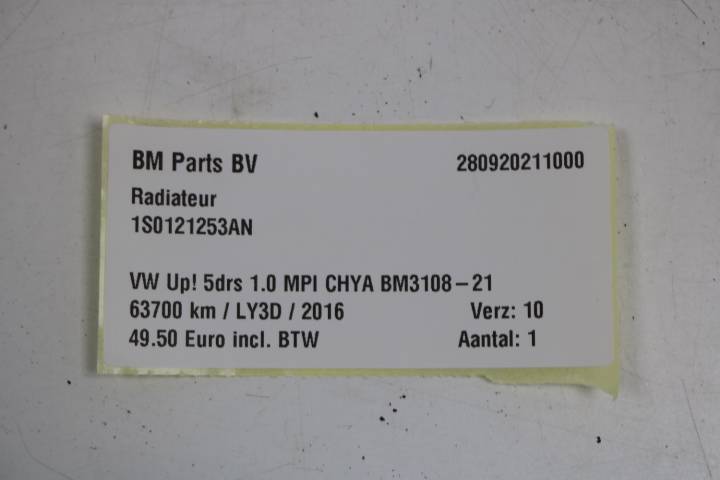 BM Parts BV 280920211000
Radiateur
1S0121253AN
VW Up! 5drs 1.0 MPI CHYA BM3108-21
63700 km / LY3D / 2016 Verz: 10
49.50 Euro incl. BTW Aantal: 1